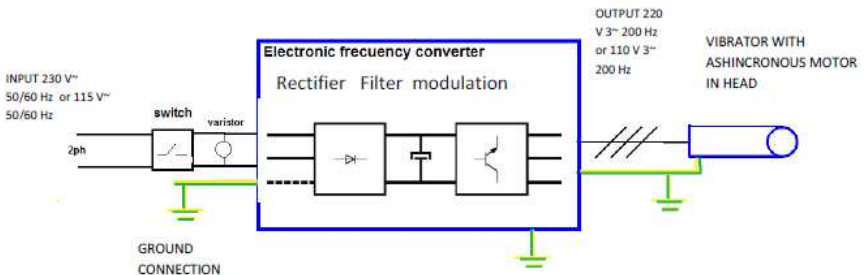 OUTPUT 220
V 3~ 200 Hz
or 110 V 3~
200 Hz
VIBRATOR WITH
ASHINCRONOUS MOTOR
IN HEAD
Electronic frecuency converter
Rectifier Filter modulation
INPUT 230 V~
50/60 Hz or 115 V~
50/60 Hz
switch
varistor
2ph
GROUND
CONNECTION